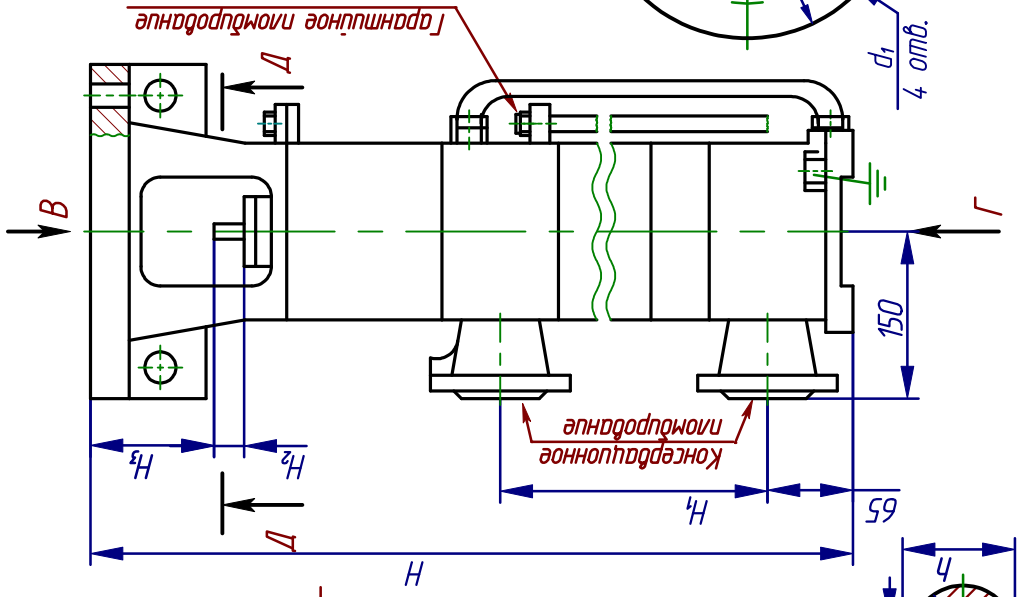 Гарантийное пломбирование
Д
d₁
4 отв.
В
Г
150
Консервационное
пломбирование
H₃
H₂
H₁
65
Д
H
h